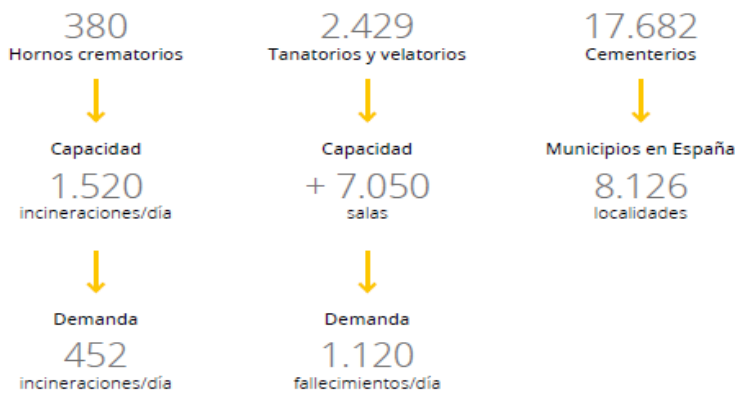 380
Hornos crematorios
Capacidad
1.520
incineraciones/día
Demanda
452
incineraciones/día
2.429
Tanatorios y velatorios
Capacidad
+ 7.050
salas
Demanda
1.120
fallecimientos/día
17.682
Cementerios
Municipios en España
8.126
localidades